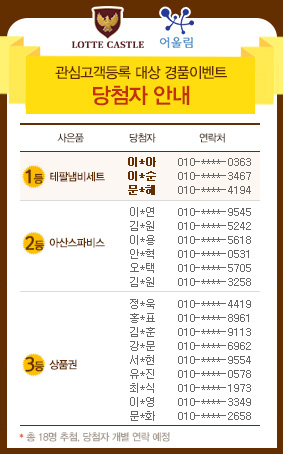 LOTTE CASTLE 어울림
관심고객등록 대상 경품이벤트
당첨자 안내
사은품 당첨자 연락처
1등 테팔냄비세트
이*아 010-****-0363
이*순 010-****-3467
문*혜 010-****-4194
2등 아산스파비스
이*연 010-****-9545
김*원 010-****-5242
이*용 010-****-5618
안*혁 010-****-0531
오*택 010-****-5705
김*원 010-****-3258
3등 상품권
정*욱 010-****-4419
홍*표 010-****-8961
김*훈 010-****-9113
강*문 010-****-6962
서*현 010-****-9554
유*진 010-****-0578
최*식 010-****-1973
이*영 010-****-3349
문*화 010-****-2658
* 총 18명 추첨, 당첨자 개별 연락 예정